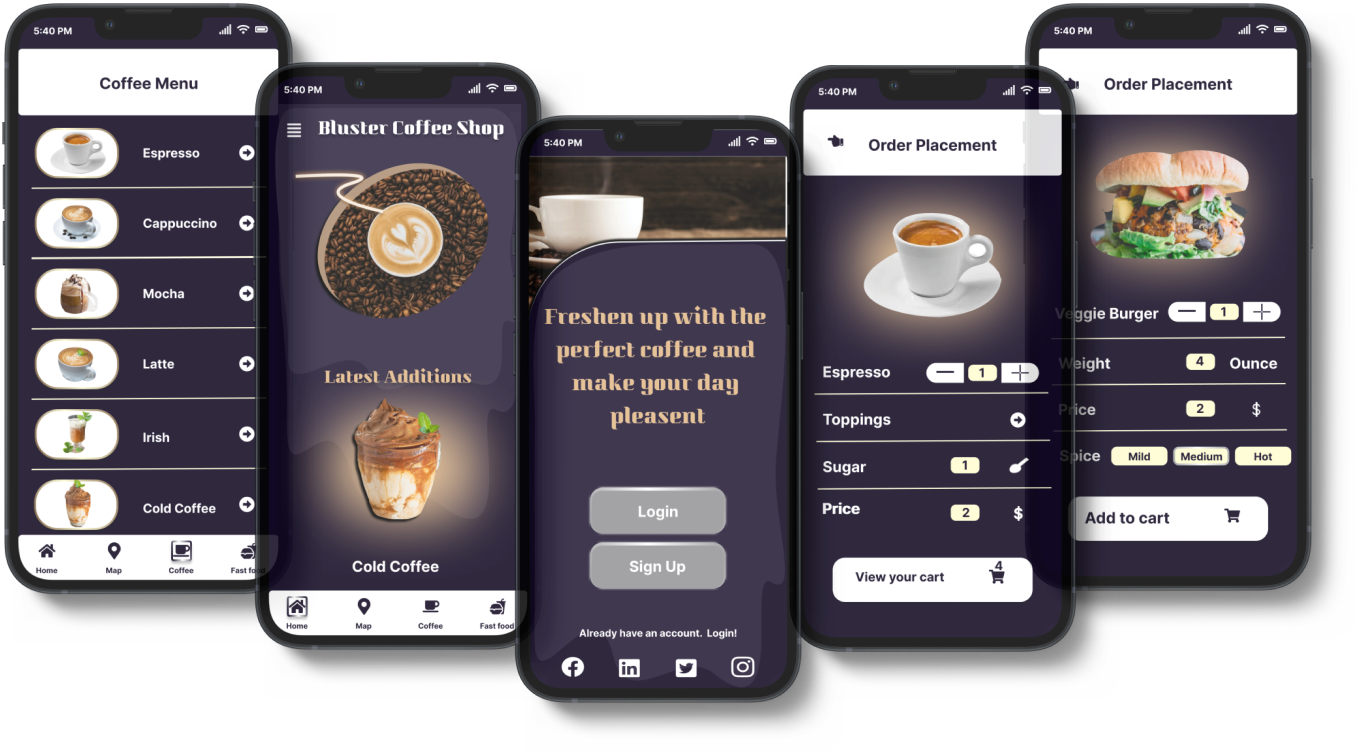 5:40 PM
Coffee Menu
Espresso
Cappuccino
Mocha
Latte
Irish
Cold Coffee
Home
Map
Coffee
Fast food
5:40 PM
Bluster Coffee Shop
Latest Additions
Cold Coffee
Home
Map
Coffee
Fast food
5:40 PM
Freshen up with the
perfect coffee and
make your day
pleasent
Login
Sign Up
Already have an account. Login!
5:40 PM
Order Placement
Espresso 1
Toppings
Sugar 1
Price 2 $
View your cart 4
5:40 PM
Order Placement
Veggie Burger 1
Weight 4 Ounce
Price 2 $
Spice Mild Medium Hot
Add to cart